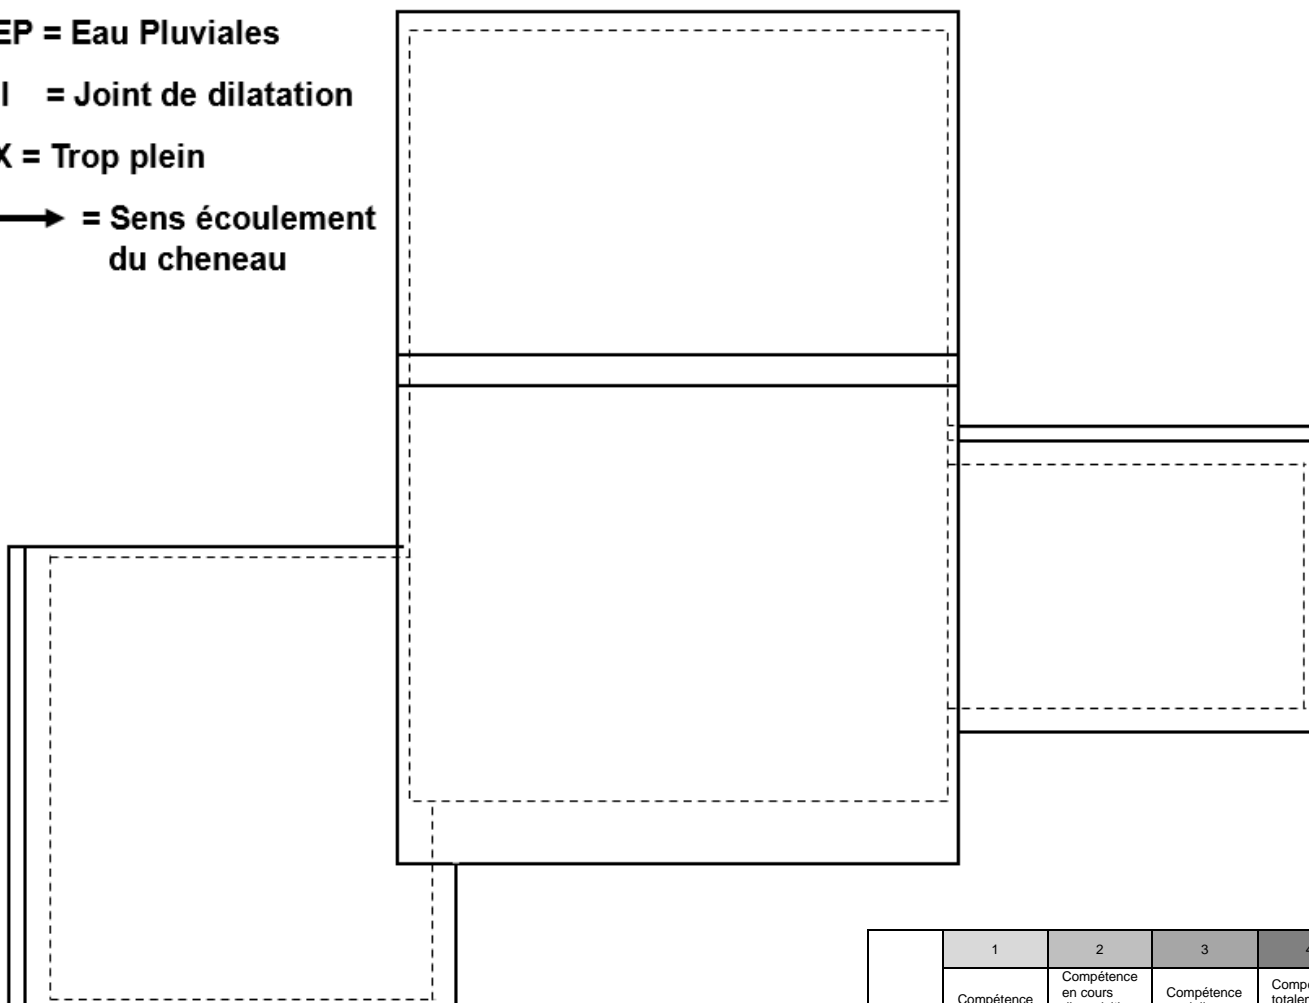 EP = Eau Pluviales
I = Joint de dilatation
X = Trop plein
= Sens écoulement
du cheneau
1 2 3 4
Compétence
Compétence
en cours
Compétence